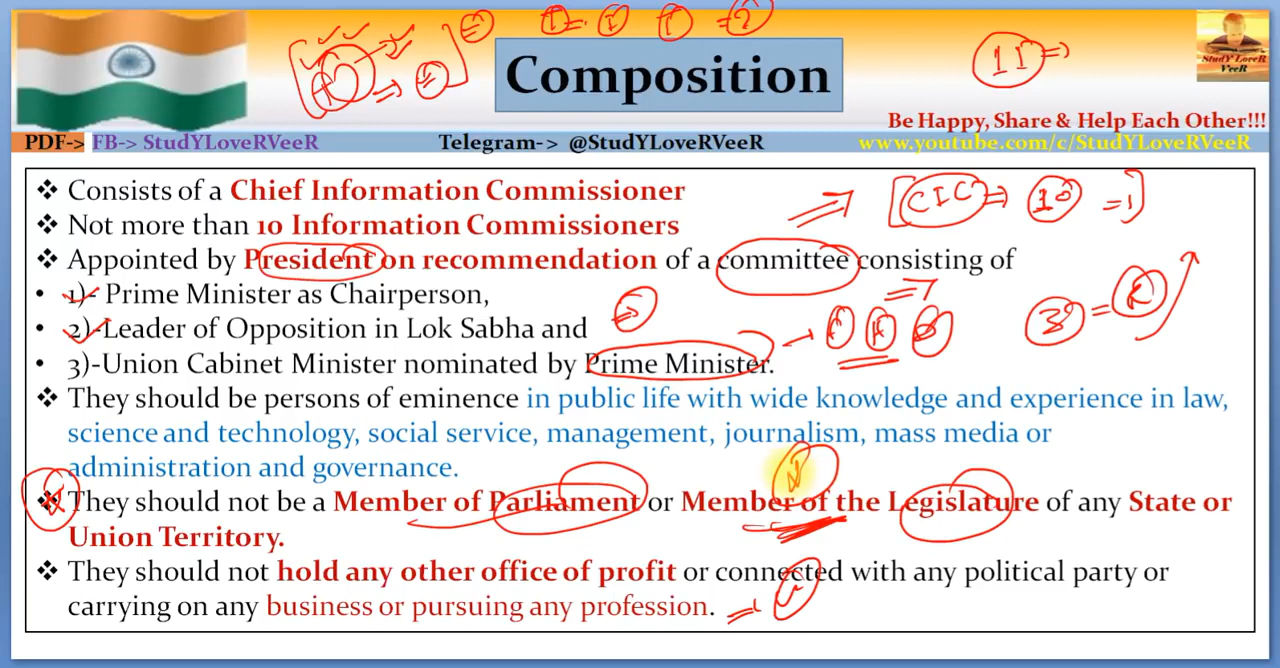 Composition
StudY LoveR
VeeR
Be Happy, Share & Help Each Other!!!
PDF-> FB-> StudYLoveRVeeR Telegram-> @StudYLoveRVeeR www.youtube.com/c/StudYLoveRVeeR
❖ Consists of a Chief Information Commissioner
❖ Not more than 10 Information Commissioners
❖ Appointed by President on recommendation of a committee consisting of
• 1)- Prime Minister as Chairperson,
• 2)-Leader of Opposition in Lok Sabha and
• 3)-Union Cabinet Minister nominated by Prime Minister.
❖ They should be persons of eminence in public life with wide knowledge and experience in law,
science and technology, social service, management, journalism, mass media or
administration and governance.
❖ They should not be a Member of Parliament or Member of the Legislature of any State or
Union Territory.
❖ They should not hold any other office of profit or connected with any political party or
carrying on any business or pursuing any profession.
11
CIC
10